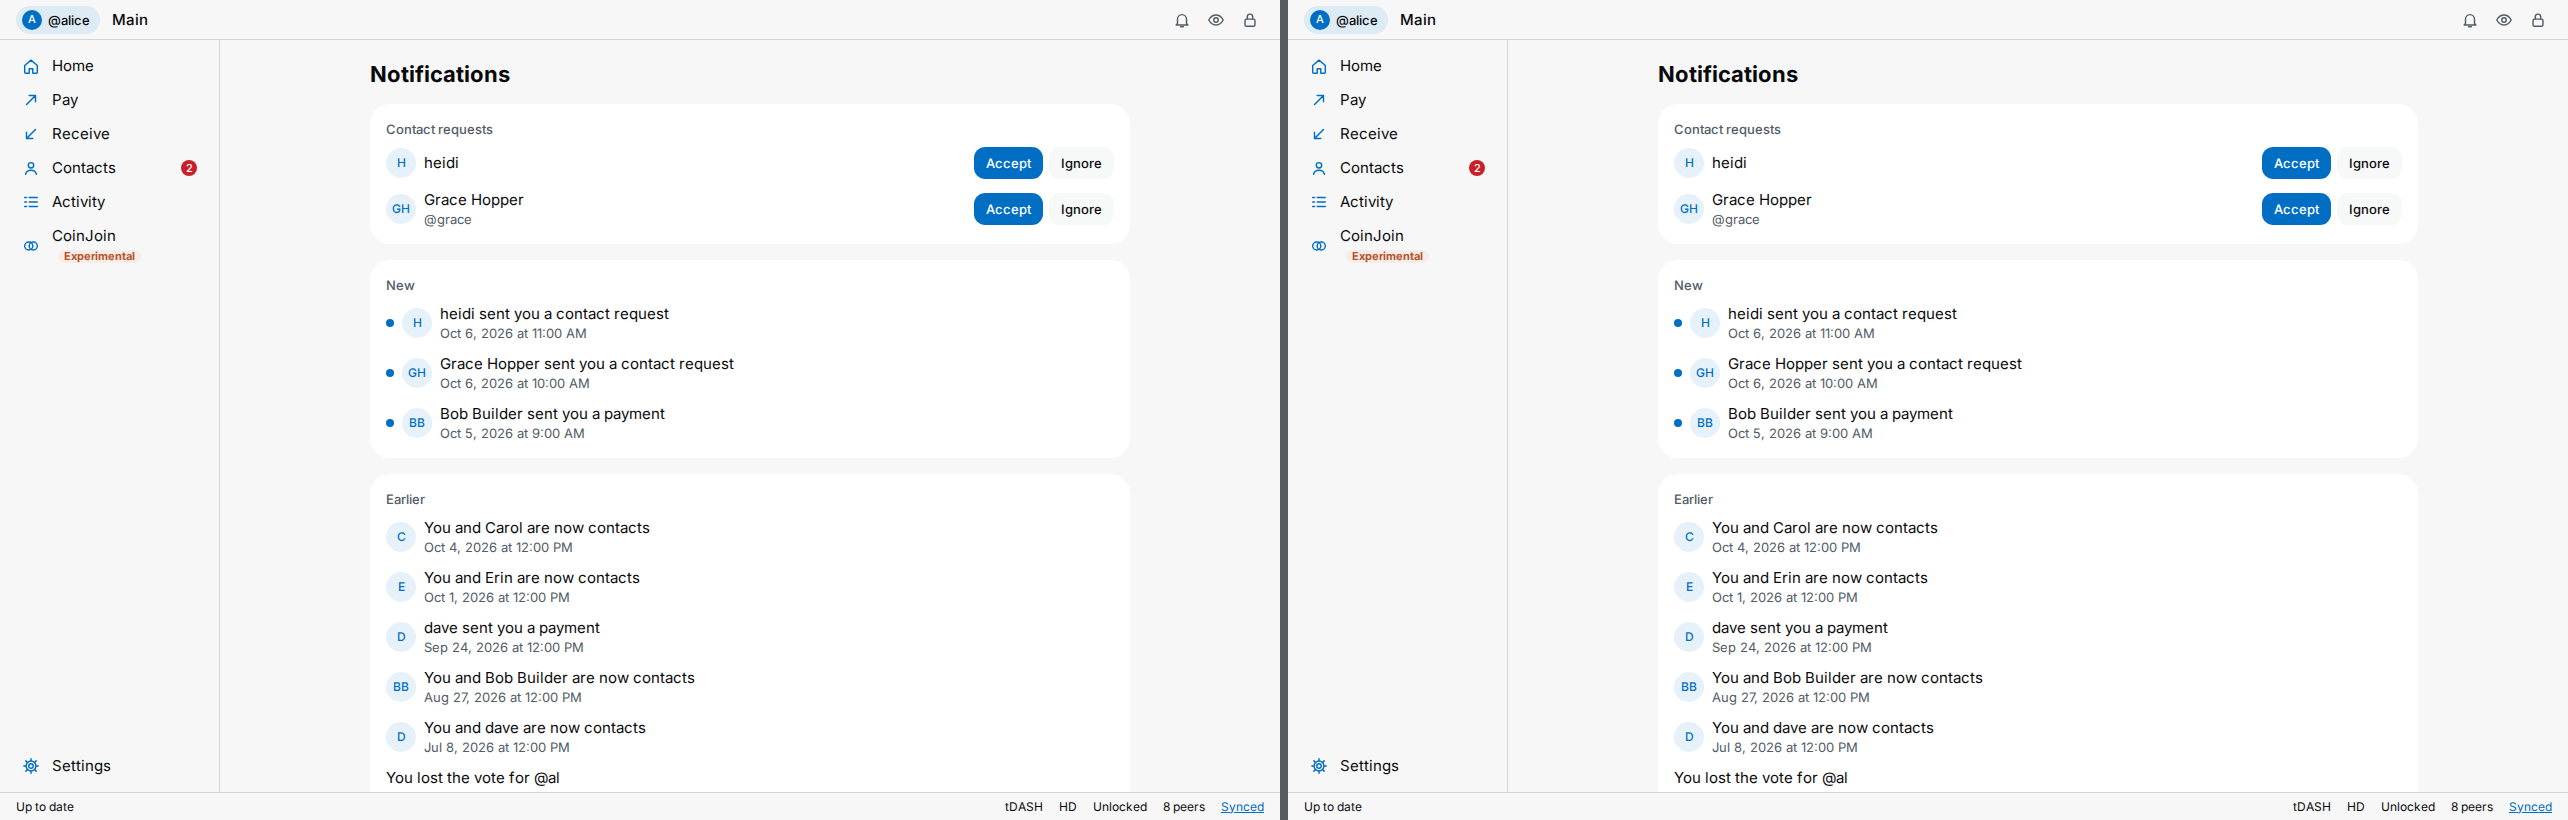 A @alice Main
Home
Pay
Receive
Contacts 2
Activity
CoinJoin
Experimental
Settings
Notifications
Contact requests
H heidi Accept Ignore
GH Grace Hopper Accept Ignore
@grace
New
H heidi sent you a contact request
Oct 6, 2026 at 11:00 AM
GH Grace Hopper sent you a contact request
Oct 6, 2026 at 10:00 AM
BB Bob Builder sent you a payment
Oct 5, 2026 at 9:00 AM
Earlier
C You and Carol are now contacts
Oct 4, 2026 at 12:00 PM
E You and Erin are now contacts
Oct 1, 2026 at 12:00 PM
D dave sent you a payment
Sep 24, 2026 at 12:00 PM
BB You and Bob Builder are now contacts
Aug 27, 2026 at 12:00 PM
D You and dave are now contacts
Jul 8, 2026 at 12:00 PM
You lost the vote for @al
Up to date tDASH HD Unlocked 8 peers Synced
A @alice Main
Home
Pay
Receive
Contacts 2
Activity
CoinJoin
Experimental
Settings
Notifications
Contact requests
H heidi Accept Ignore
GH Grace Hopper Accept Ignore
@grace
New
H heidi sent you a contact request
Oct 6, 2026 at 11:00 AM
GH Grace Hopper sent you a contact request
Oct 6, 2026 at 10:00 AM
BB Bob Builder sent you a payment
Oct 5, 2026 at 9:00 AM
Earlier
C You and Carol are now contacts
Oct 4, 2026 at 12:00 PM
E You and Erin are now contacts
Oct 1, 2026 at 12:00 PM
D dave sent you a payment
Sep 24, 2026 at 12:00 PM
BB You and Bob Builder are now contacts
Aug 27, 2026 at 12:00 PM
D You and dave are now contacts
Jul 8, 2026 at 12:00 PM
You lost the vote for @al
Up to date tDASH HD Unlocked 8 peers Synced